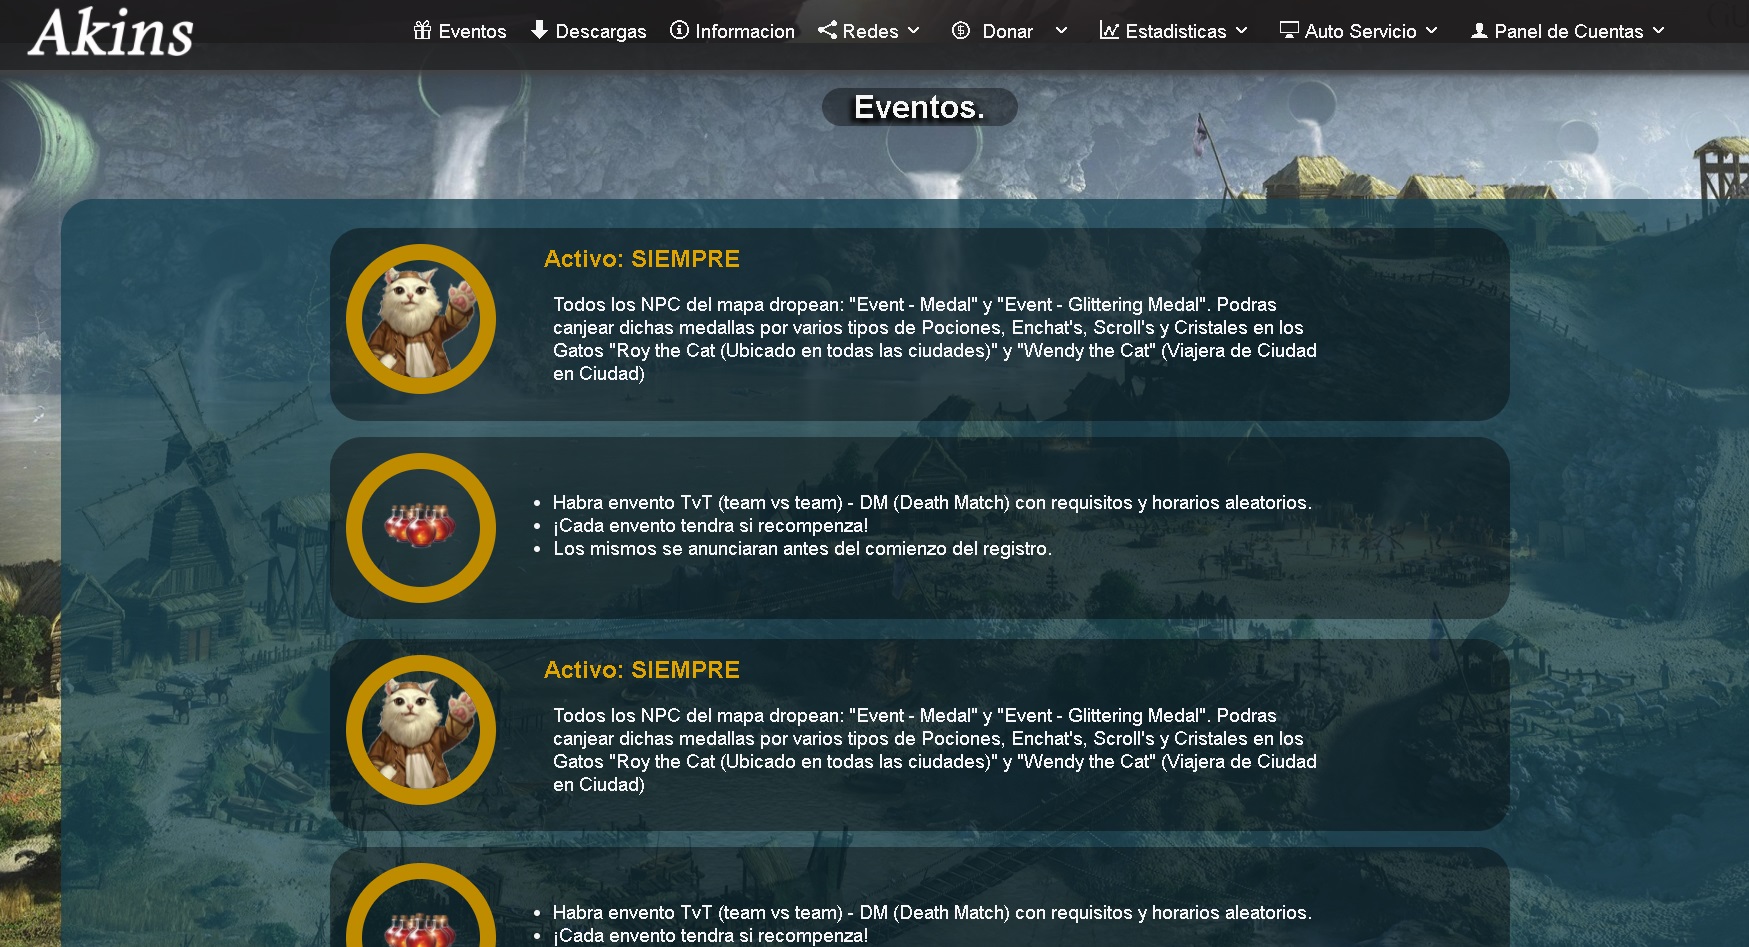 Akins
Eventos Descargas Informacion Redes Donar Estadisticas Auto Servicio Panel de Cuentas
Eventos.
Activo: SIEMPRE
Todos los NPC del mapa dropean: "Event - Medal" y "Event - Glittering Medal". Podras
canjear dichas medallas por varios tipos de Pociones, Enchat's, Scroll's y Cristales en los
Gatos "Roy the Cat (Ubicado en todas las ciudades)" y "Wendy the Cat" (Viajera de Ciudad
en Ciudad)
• Habra envento TvT (team vs team) - DM (Death Match) con requisitos y horarios aleatorios.
• ¡Cada envento tendra si recompenza!
• Los mismos se anunciaran antes del comienzo del registro.
Activo: SIEMPRE
Todos los NPC del mapa dropean: "Event - Medal" y "Event - Glittering Medal". Podras
canjear dichas medallas por varios tipos de Pociones, Enchat's, Scroll's y Cristales en los
Gatos "Roy the Cat (Ubicado en todas las ciudades)" y "Wendy the Cat" (Viajera de Ciudad
en Ciudad)
• Habra envento TvT (team vs team) - DM (Death Match) con requisitos y horarios aleatorios.
• ¡Cada envento tendra si recompenza!